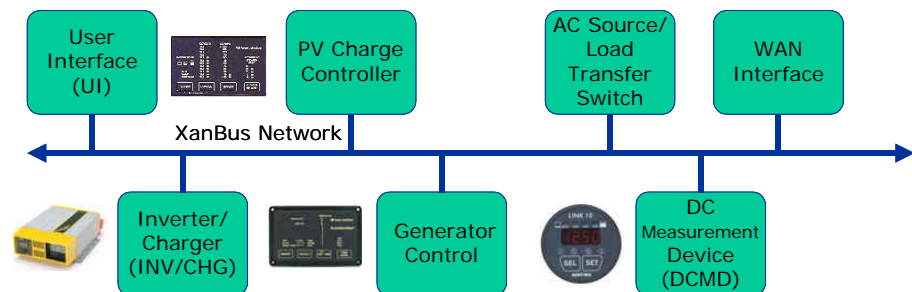 User
Interface
(UI)
PV Charge
Controller
AC Source/
Load
Transfer
Switch
WAN
Interface
XanBus Network
Inverter/
Charger
(INV/CHG)
Generator
Control
LINK 10
12.50
SEL
SET
DC
Measurement
Device
(DCMD)